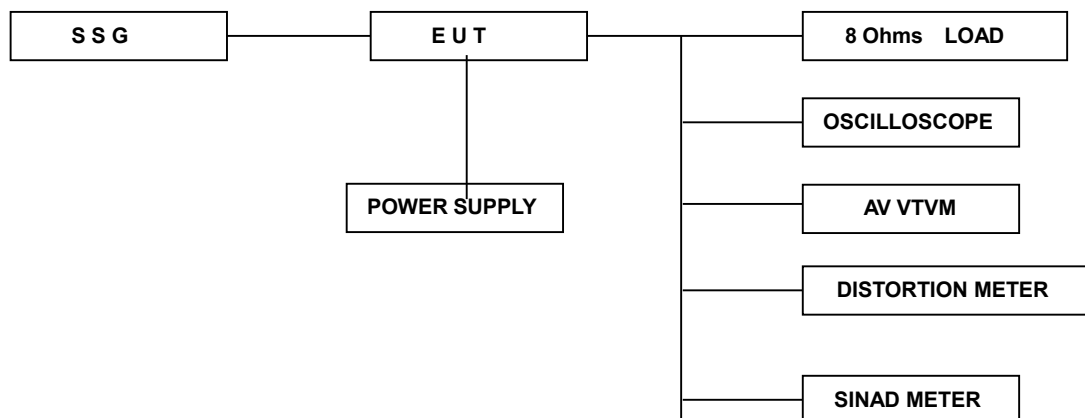 S S G
E U T
8 Ohms LOAD
OSCILLOSCOPE
POWER SUPPLY
AV VTVM
DISTORTION METER
SINAD METER